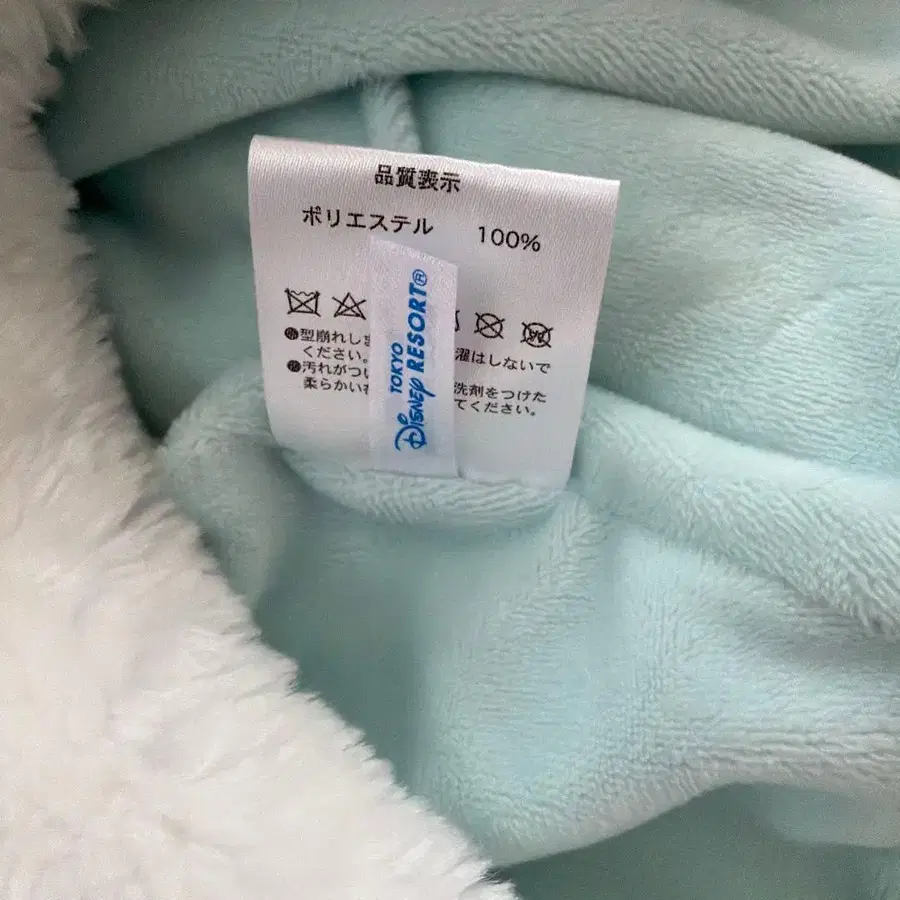 品質表示
ポリエステル 100%
型崩れしま 濯はしないで
ください。
汚れがつい 洗剤をつけた
柔らかい てください。
TOKYO
Disney RESORT®